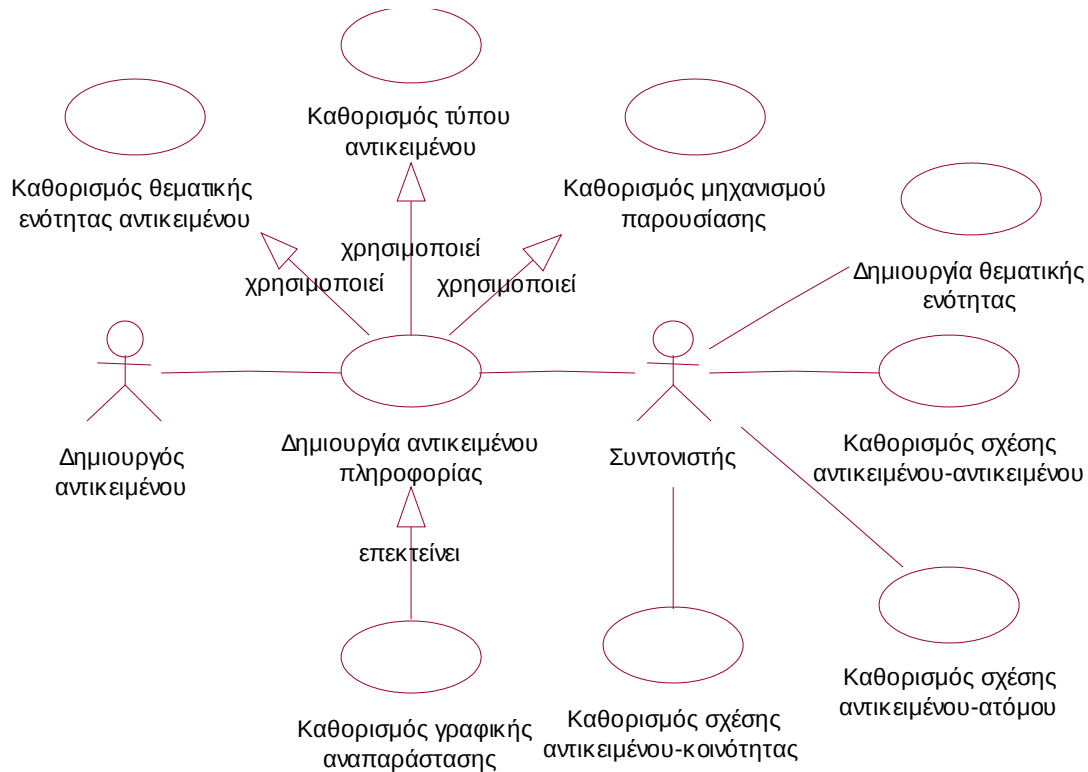 Καθορισμός τύπου
αντικειμένου
Καθορισμός θεματικής
ενότητας αντικειμένου
Καθορισμός μηχανισμού
παρουσίασης
Δημιουργία θεματικής
ενότητας
χρησιμοποιεί
χρησιμοποιεί
χρησιμοποιεί
Δημιουργός
αντικειμένου
Δημιουργία αντικειμένου
πληροφορίας
Συντονιστής
Καθορισμός σχέσης
αντικειμένου-αντικειμένου
επεκτείνει
Καθορισμός γραφικής
αναπαράστασης
Καθορισμός σχέσης
αντικειμένου-κοινότητας
Καθορισμός σχέσης
αντικειμένου-ατόμου